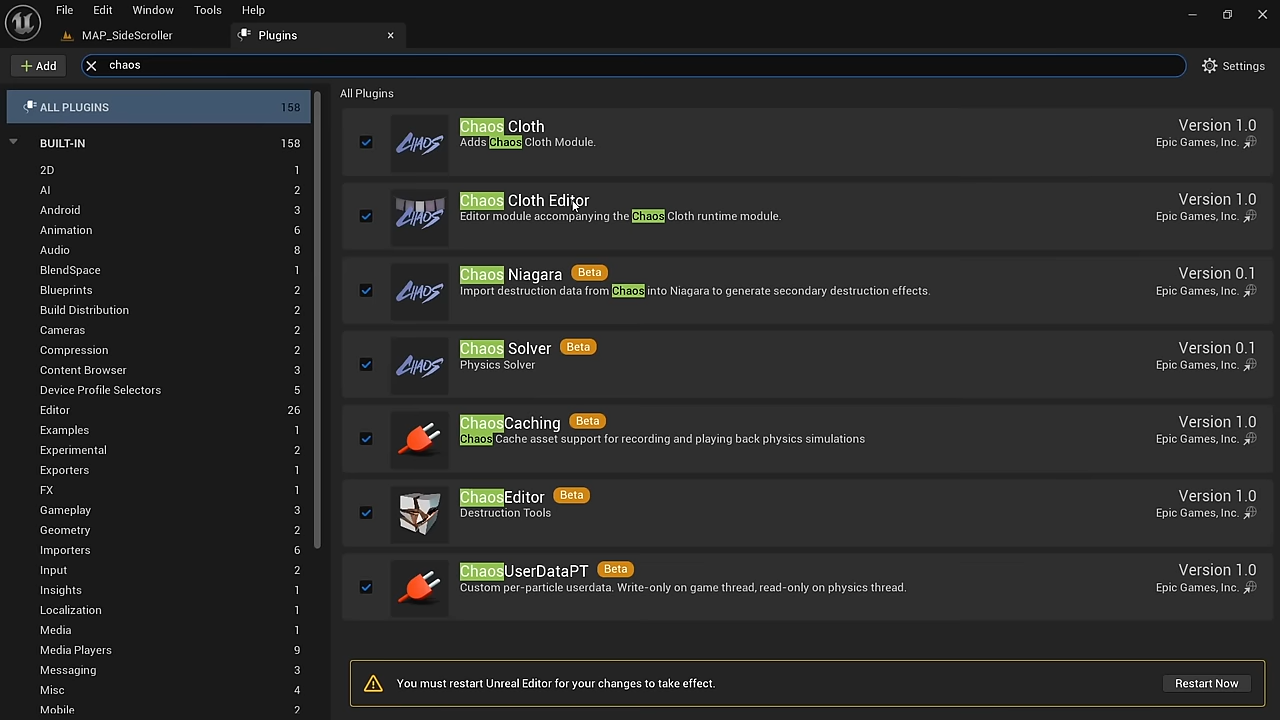 File Edit Window Tools Help
MAP_SideScroller Plugins
Add chaos Settings
ALL PLUGINS 158
BUILT-IN 158
2D 1
AI 2
Android 3
Animation 6
Audio 8
BlendSpace 1
Blueprints 2
Build Distribution 2
Cameras 2
Compression 2
Content Browser 3
Device Profile Selectors 5
Editor 26
Examples 1
Experimental 2
Exporters 1
FX 1
Gameplay 3
Geometry 2
Importers 6
Input 2
Insights 1
Localization 1
Media 1
Media Players 9
Messaging 3
Misc 4
Mobile 2
All Plugins
CHAOS
Chaos Cloth Version 1.0
Adds Chaos Cloth Module. Epic Games, Inc.
CHAOS
Chaos Cloth Editor Version 1.0
Editor module accompanying the Chaos Cloth runtime module. Epic Games, Inc.
CHAOS
Chaos Niagara Beta Version 0.1
Import destruction data from Chaos into Niagara to generate secondary destruction effects. Epic Games, Inc.
CHAOS
Chaos Solver Beta Version 0.1
Physics Solver Epic Games, Inc.
ChaosCaching Beta Version 1.0
Chaos Cache asset support for recording and playing back physics simulations Epic Games, Inc.
ChaosEditor Beta Version 1.0
Destruction Tools Epic Games, Inc.
ChaosUserDataPT Beta Version 1.0
Custom per-particle userdata. Write-only on game thread, read-only on physics thread. Epic Games, Inc.
You must restart Unreal Editor for your changes to take effect. Restart Now